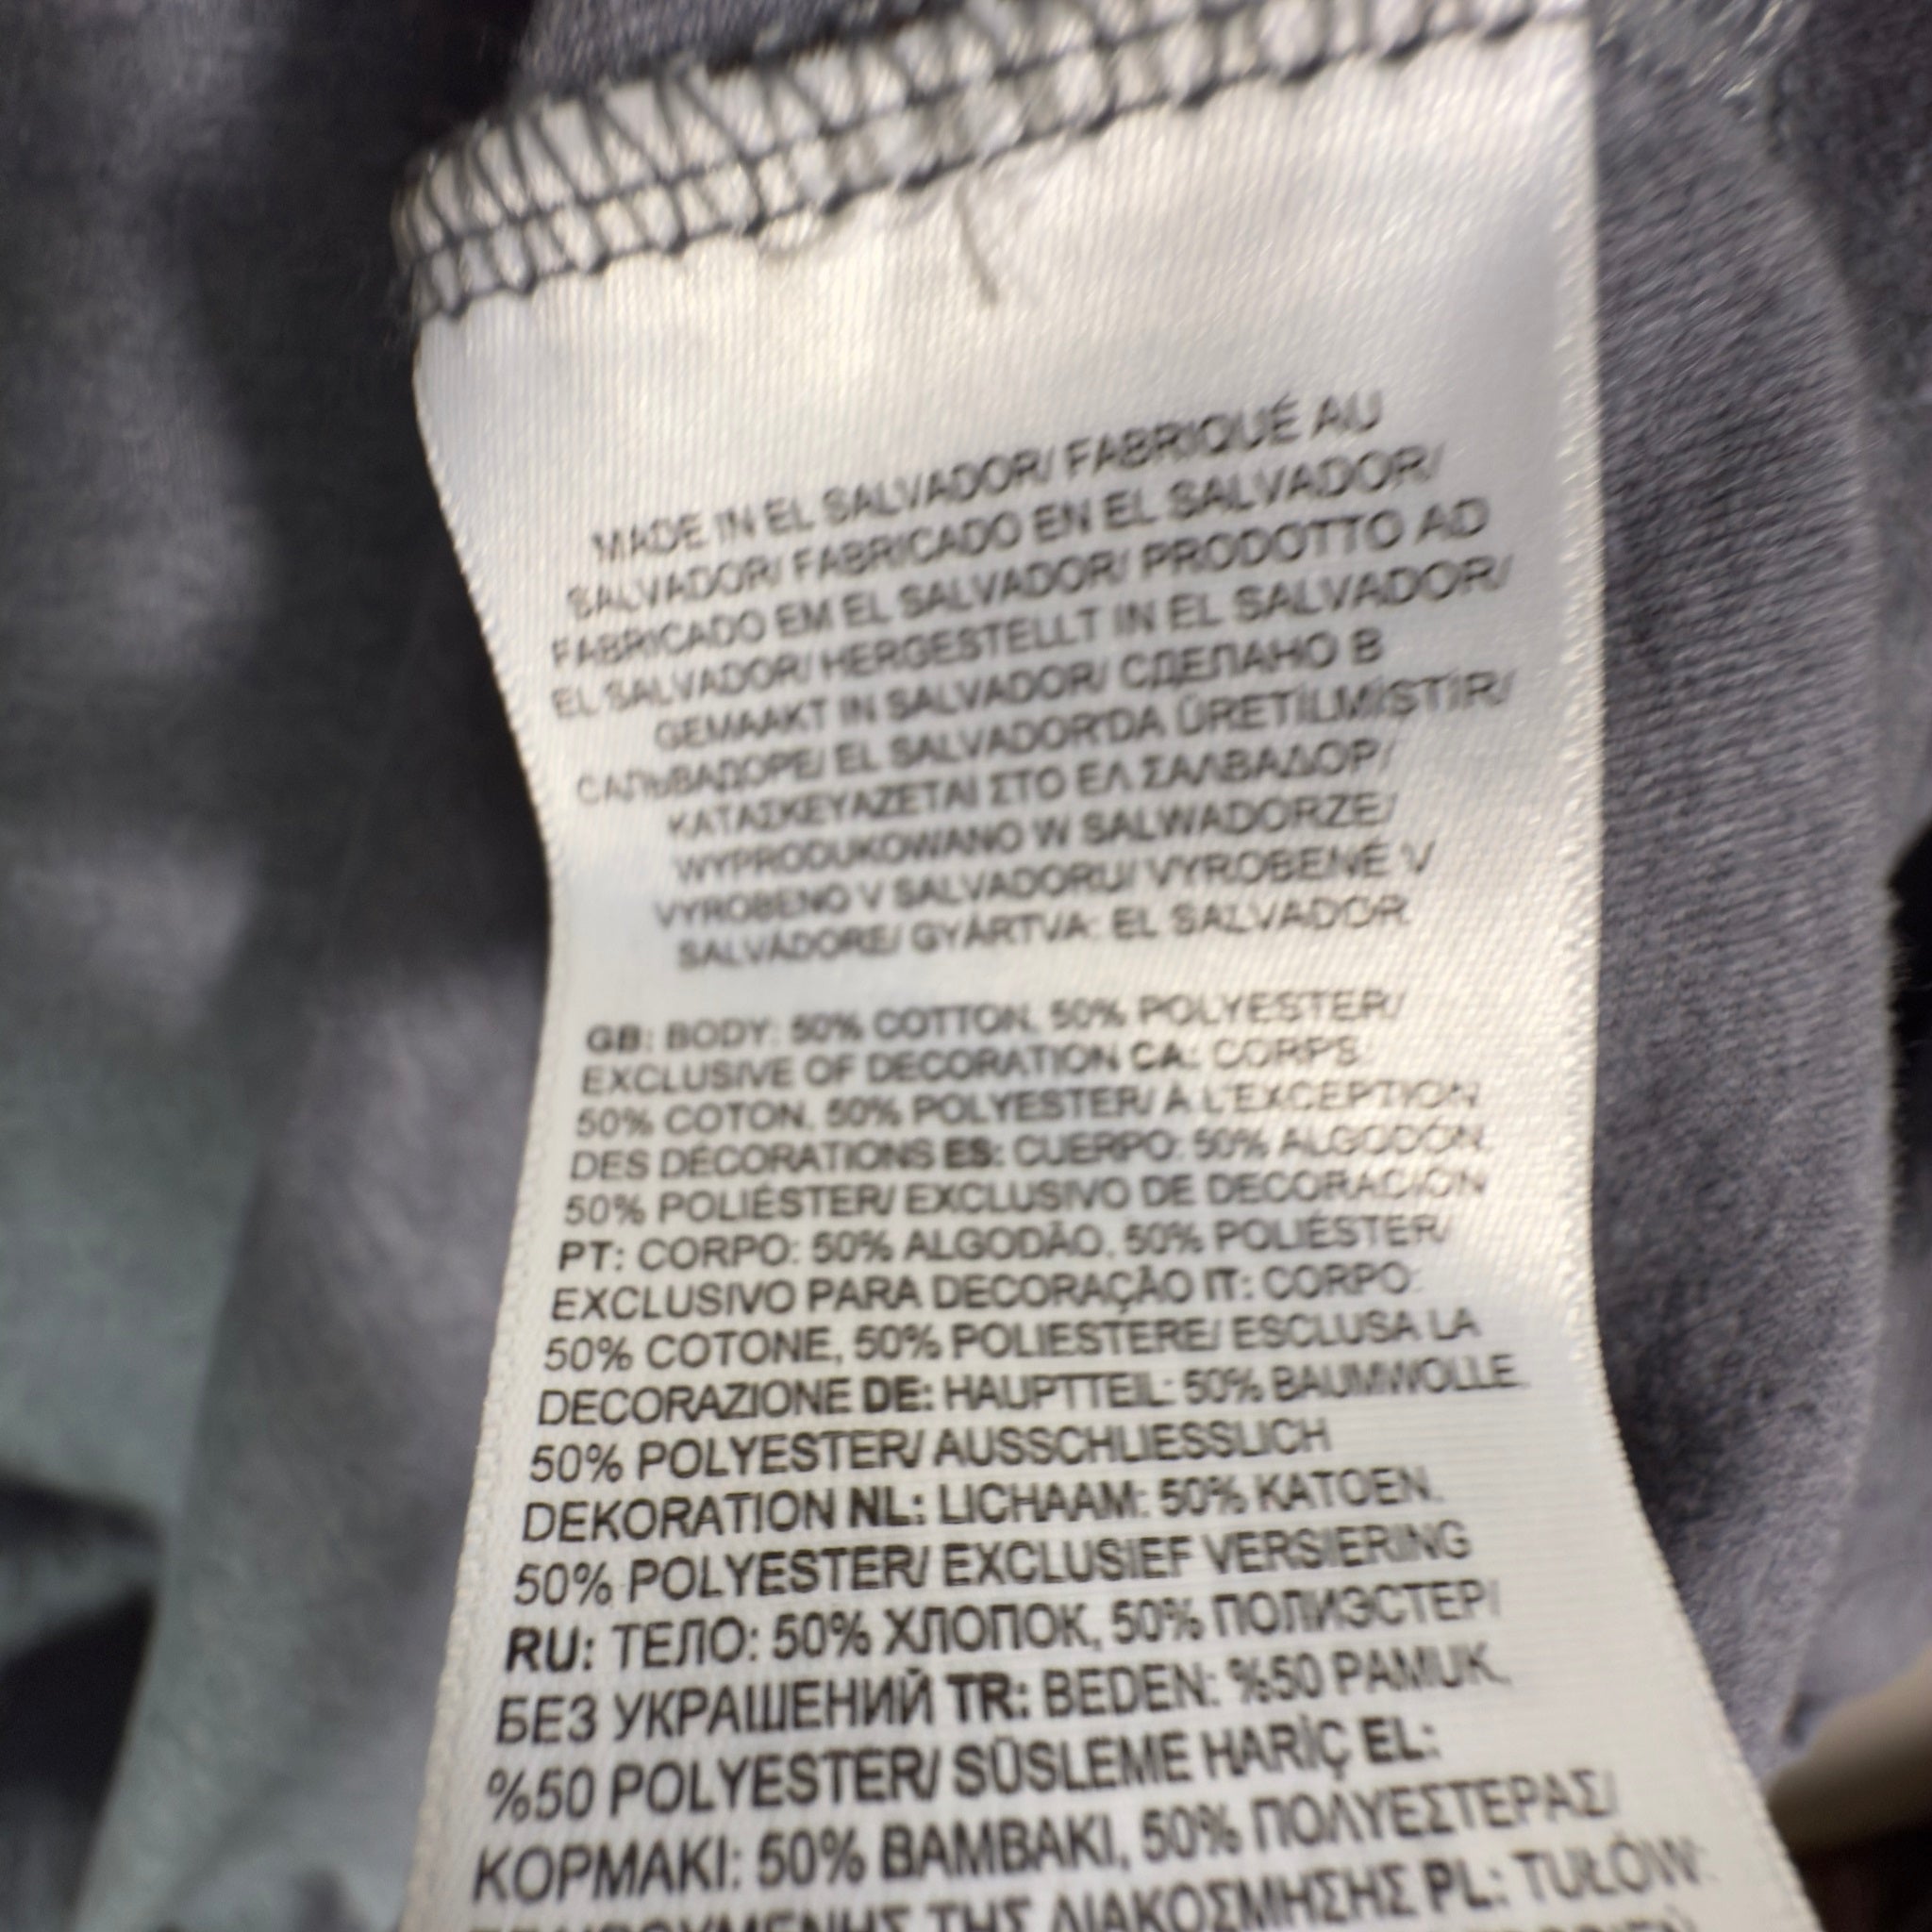 MADE IN EL SALVADOR/ FABRIQUÉ AU
SALVADOR/ FABRICADO EN EL SALVADOR/
FABRICADO EM EL SALVADOR/ PRODOTTO AD
EL SALVADOR/ HERGESTELLT IN EL SALVADOR/
GEMAAKT IN SALVADOR/ СДЕЛАНО В
САЛЬВАДОРЕ/ EL SALVADOR'DA ÜRETİLMİSTİR/
ΚΑΤΑΣΚΕΥΑΖΕΤΑΙ ΣΤΟ ΕΛ ΣΑΛΒΑΔΟΡ/
WYPRODUKOWANO W SALWADORZE/
VYROBENO V SALVADORU/ VYROBENÉ V
SALVÁDORE/ GYÁRTVA: EL SALVADOR
GB: BODY: 50% COTTON, 50% POLYESTER/
EXCLUSIVE OF DECORATION CA: CORPS:
50% COTON, 50% POLYESTER/ À L'EXCEPTION
DES DÉCORATIONS ES: CUERPO: 50% ALGODÓN,
50% POLIÉSTER/ EXCLUSIVO DE DECORACIÓN
PT: CORPO: 50% ALGODÃO, 50% POLIÉSTER/
EXCLUSIVO PARA DECORAÇÃO IT: CORPO:
50% COTONE, 50% POLIESTERE/ ESCLUSA LA
DECORAZIONE DE: HAUPTTEIL: 50% BAUMWOLLE,
50% POLYESTER/ AUSSCHLIESSLICH
DEKORATION NL: LICHAAM: 50% KATOEN,
50% POLYESTER/ EXCLUSIEF VERSIERING
RU: ТЕЛО: 50% ХЛОПОК, 50% ПОЛИЭСТЕР/
БЕЗ УКРАШЕНИЙ TR: BEDEN: %50 PAMUK,
%50 POLYESTER/ SÜSLEME HARİÇ EL:
ΚΟΡΜΑΚΙ: 50% ΒΑΜΒΑΚΙ, 50% ΠΟΛΥΕΣΤΕΡΑΣ/
ΤΗΣ ΔΙΑΚΟΣΜΗΣΗΣ PL: TUŁÓW: